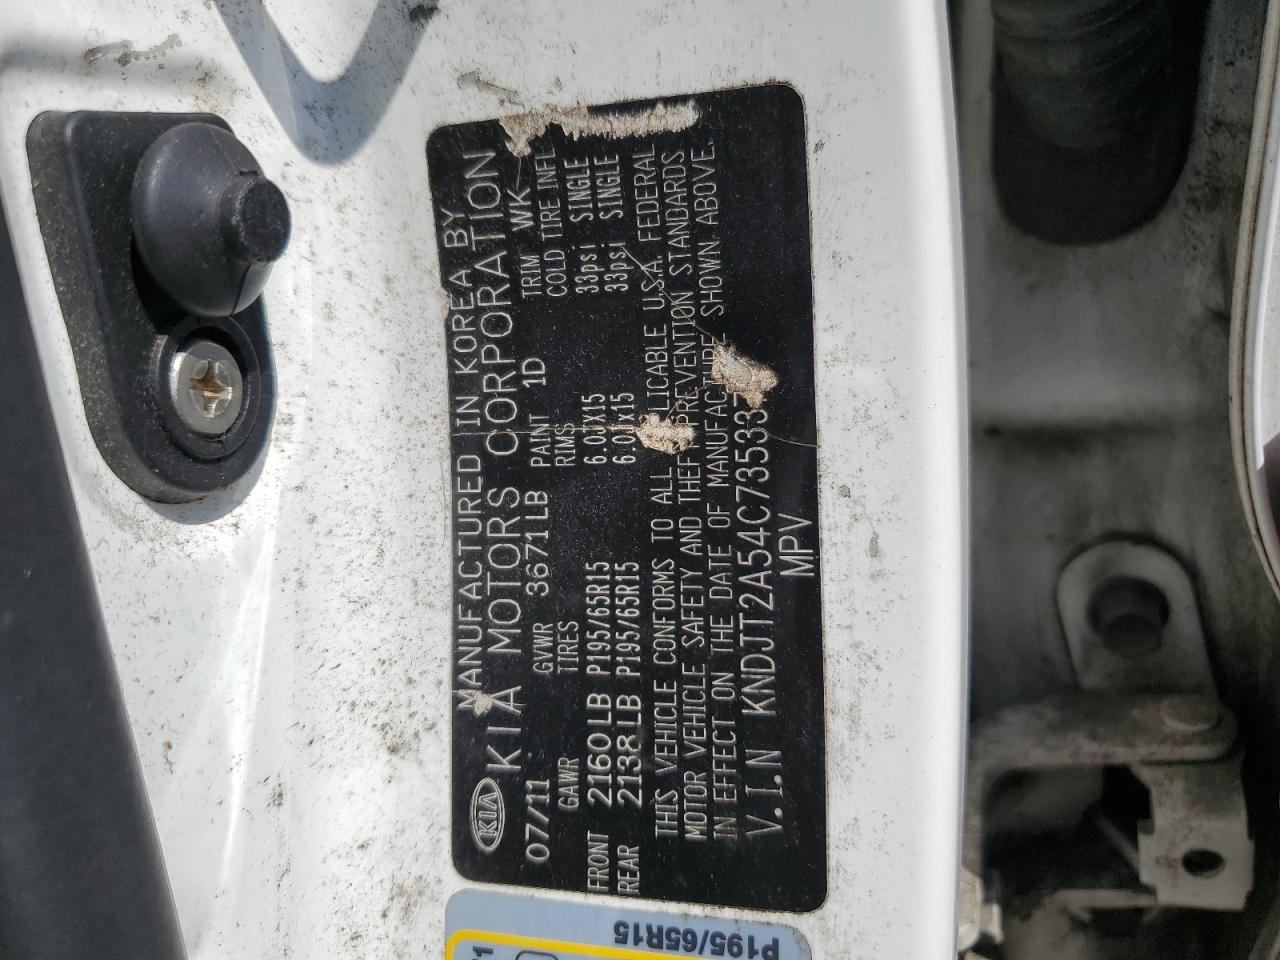 KIA MANUFACTURED IN KOREA BY
KIA MOTORS CORPORATION
07/11 GVWR 3671LB PAINT 1D TRIM WK
GAWR TIRES RIMS COLD TIRE INFL
FRONT 2160LB P195/65R15 6.0JX15 33psi SINGLE
REAR 2138LB P195/65R15 6.0JX15 33psi SINGLE
THIS VEHICLE CONFORMS TO ALL U.S.A. FEDERAL
MOTOR VEHICLE SAFETY AND THEFT PREVENTION STANDARDS
IN EFFECT ON THE DATE OF MANUFACTURE SHOWN ABOVE.
V.I.N
MPV
P195/65R15